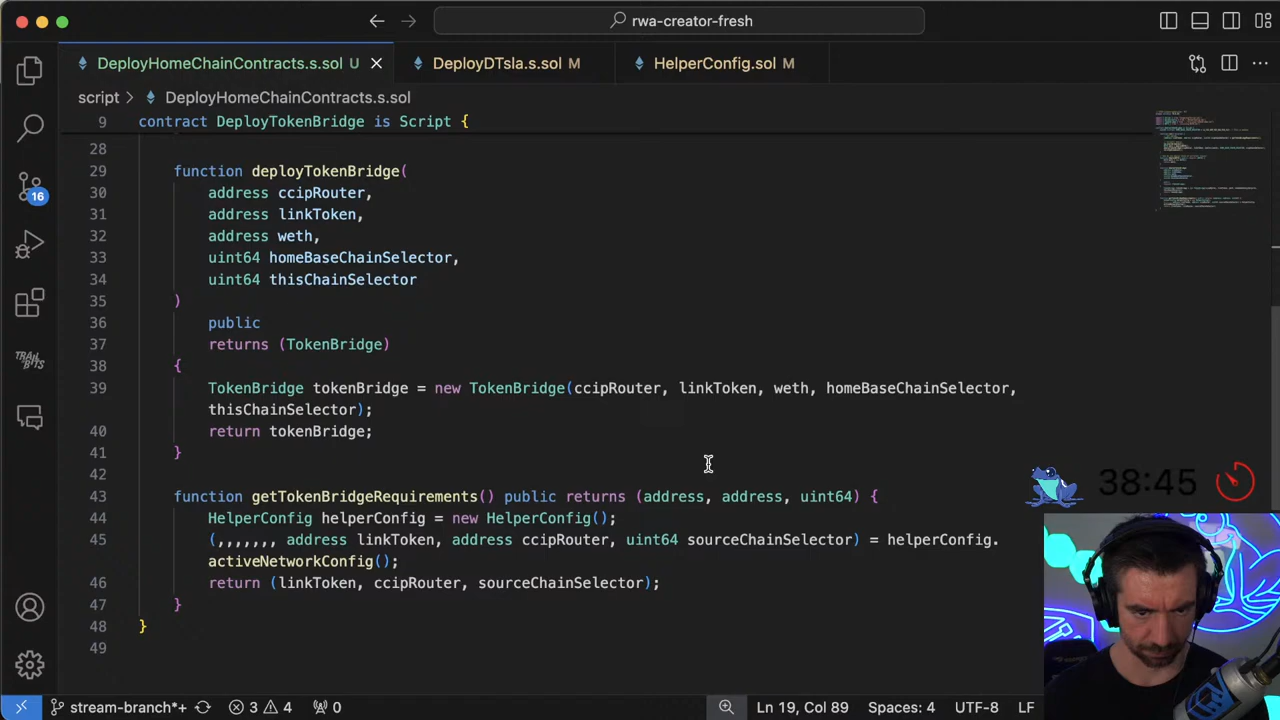 rwa-creator-fresh
DeployHomeChainContracts.s.sol U
DeployDTsla.s.sol M
HelperConfig.sol M
script > DeployHomeChainContracts.s.sol
9 contract DeployTokenBridge is Script {
28
29 function deployTokenBridge(
30 address ccipRouter,
31 address linkToken,
32 address weth,
33 uint64 homeBaseChainSelector,
34 uint64 thisChainSelector
35 )
36 public
37 returns (TokenBridge)
38 {
39 TokenBridge tokenBridge = new TokenBridge(ccipRouter, linkToken, weth, homeBaseChainSelector,
thisChainSelector);
40 return tokenBridge;
41 }
42
43 function getTokenBridgeRequirements() public returns (address, address, uint64) {
44 HelperConfig helperConfig = new HelperConfig();
45 (,,,,,,, address linkToken, address ccipRouter, uint64 sourceChainSelector) = helperConfig.
activeNetworkConfig();
46 return (linkToken, ccipRouter, sourceChainSelector);
47 }
48 }
49
16
TRAIL
BITS
38:45
stream-branch*+ 3 4 0 Ln 19, Col 89 Spaces: 4 UTF-8 LF